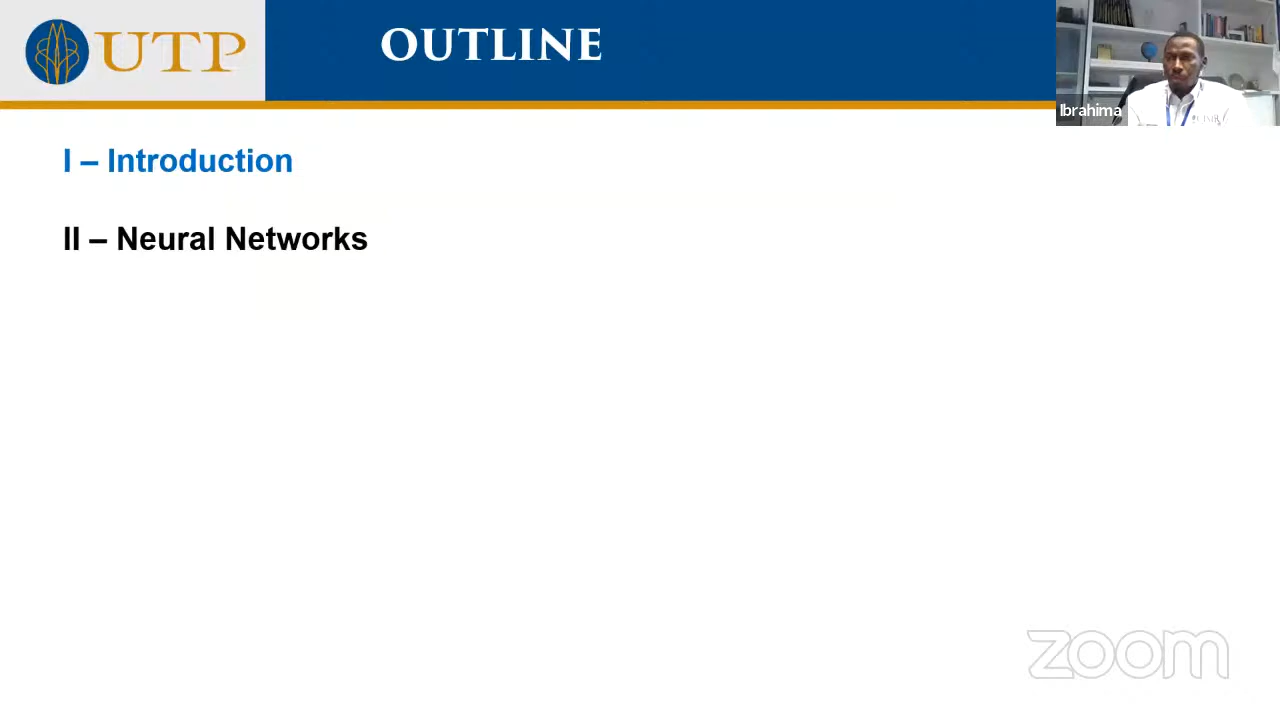 UTP
OUTLINE
Ibrahima
I – Introduction
II – Neural Networks
zoom